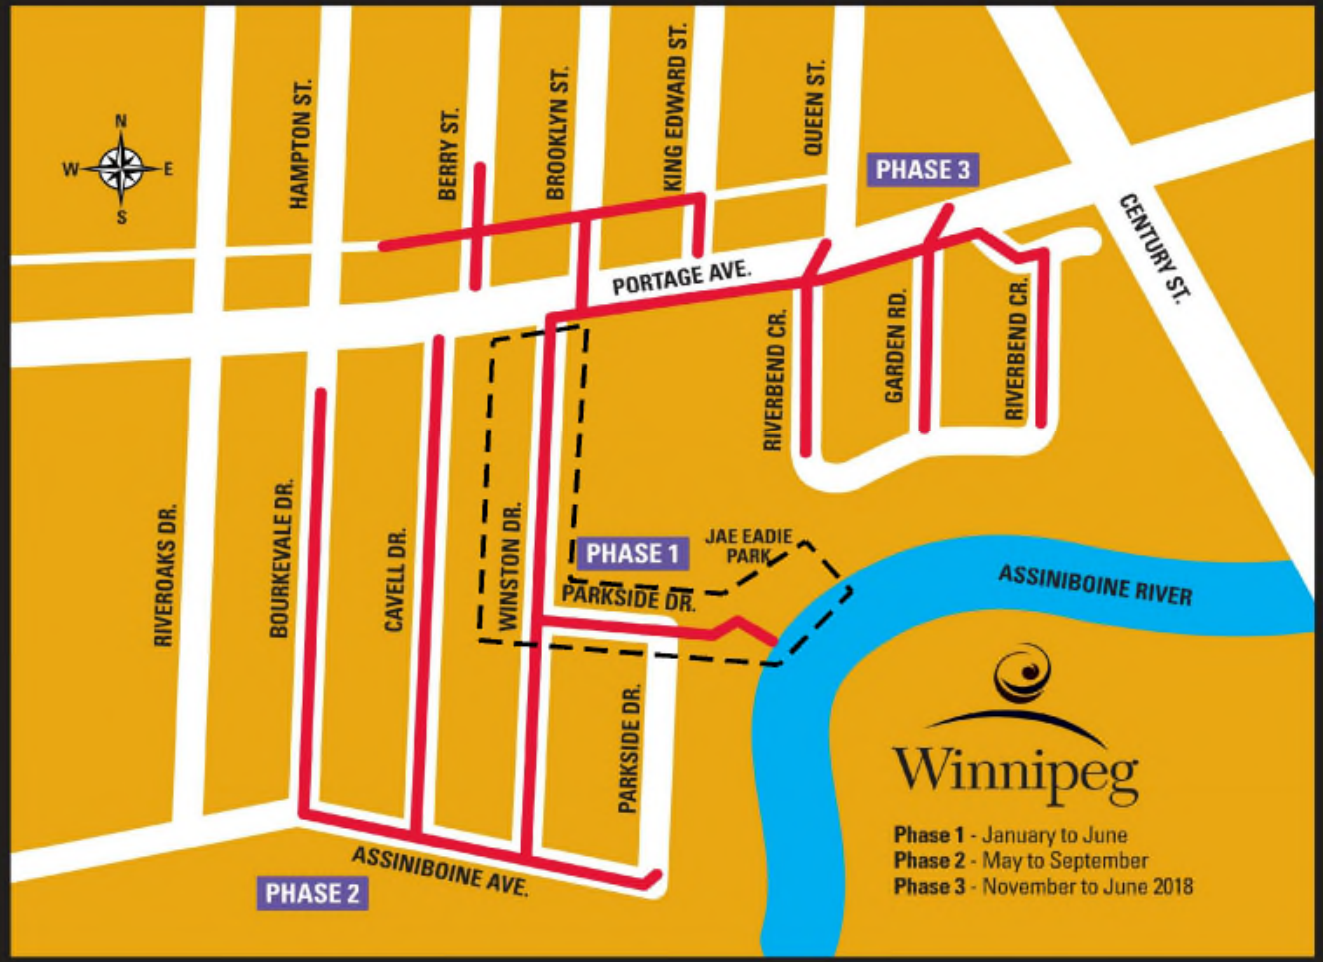 N
W
E
S
HAMPTON ST.
BERRY ST.
BROOKLYN ST.
KING EDWARD ST.
QUEEN ST.
PHASE 3
CENTURY ST.
PORTAGE AVE.
RIVERBEND CR.
GARDEN RD.
RIVERBEND CR.
RIVEROAKS DR.
BOURKEVALE DR.
CAVELL DR.
WINSTON DR.
PHASE 1
JAE EADIE
PARK
PARKSIDE DR.
ASSINIBOINE RIVER
PARKSIDE DR.
ASSINIBOINE AVE.
PHASE 2
Winnipeg
Phase 1 - January to June
Phase 2 - May to September
Phase 3 - November to June 2018